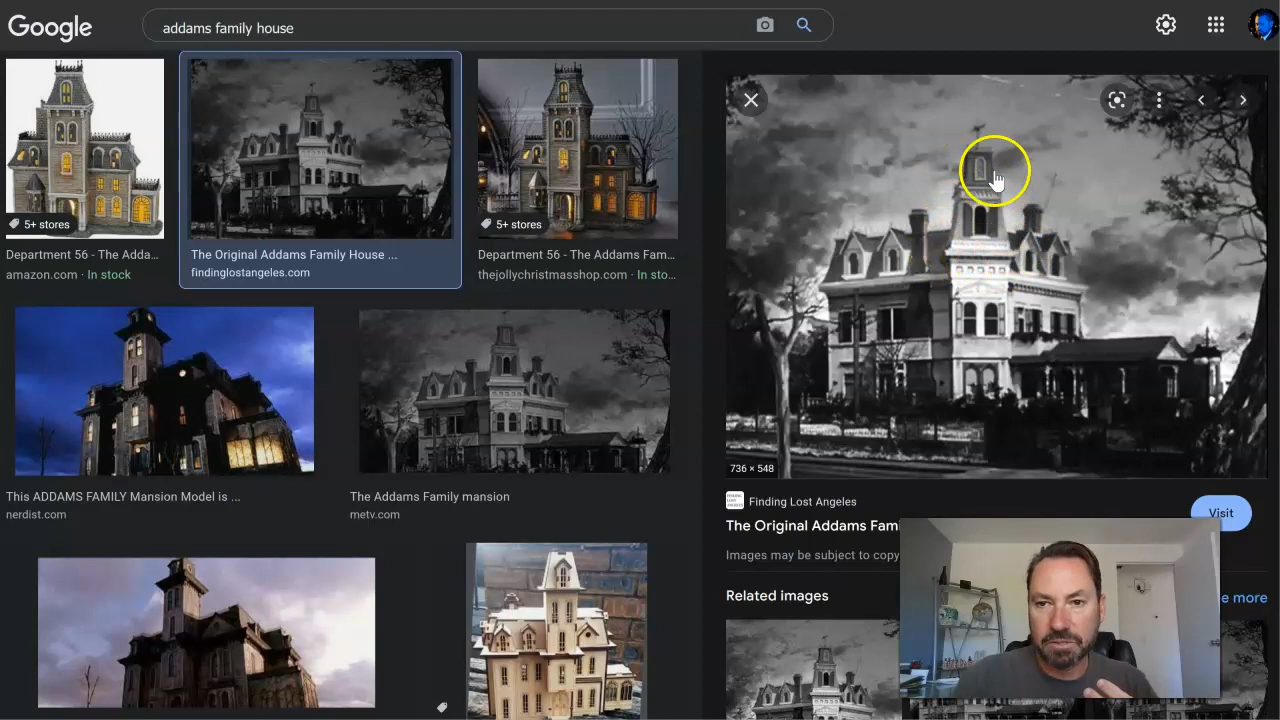 Google
addams family house
5+ stores
Department 56 - The Adda...
amazon.com · In stock
The Original Addams Family House ...
findinglostangeles.com
5+ stores
Department 56 - The Addams Fam...
thejollychristmasshop.com · In sto...
This ADDAMS FAMILY Mansion Model is ...
nerdist.com
The Addams Family mansion
metv.com
736 × 548
Finding Lost Angeles
Visit
The Original Addams Fami
Images may be subject to copy
Related images
e more